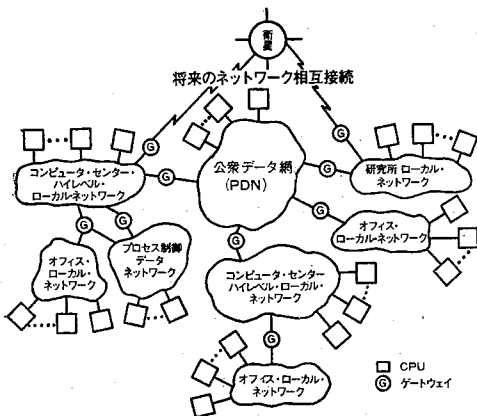 衛星
将来のネットワーク相互接続
G
G
公衆データ網
(PDN)
コンピュータ・センター・
ハイレベル・
ローカル・ネットワーク
G
G
研究所 ローカル・
ネットワーク
G
オフィス・
ローカル・ネットワーク
G
G
G
オフィス・
ローカル・
ネットワーク
プロセス制御
データ
ネットワーク
コンピュータ・センター
ハイレベル・ローカル・
ネットワーク
G
オフィス・ローカル・
ネットワーク
CPU
G ゲートウェイ